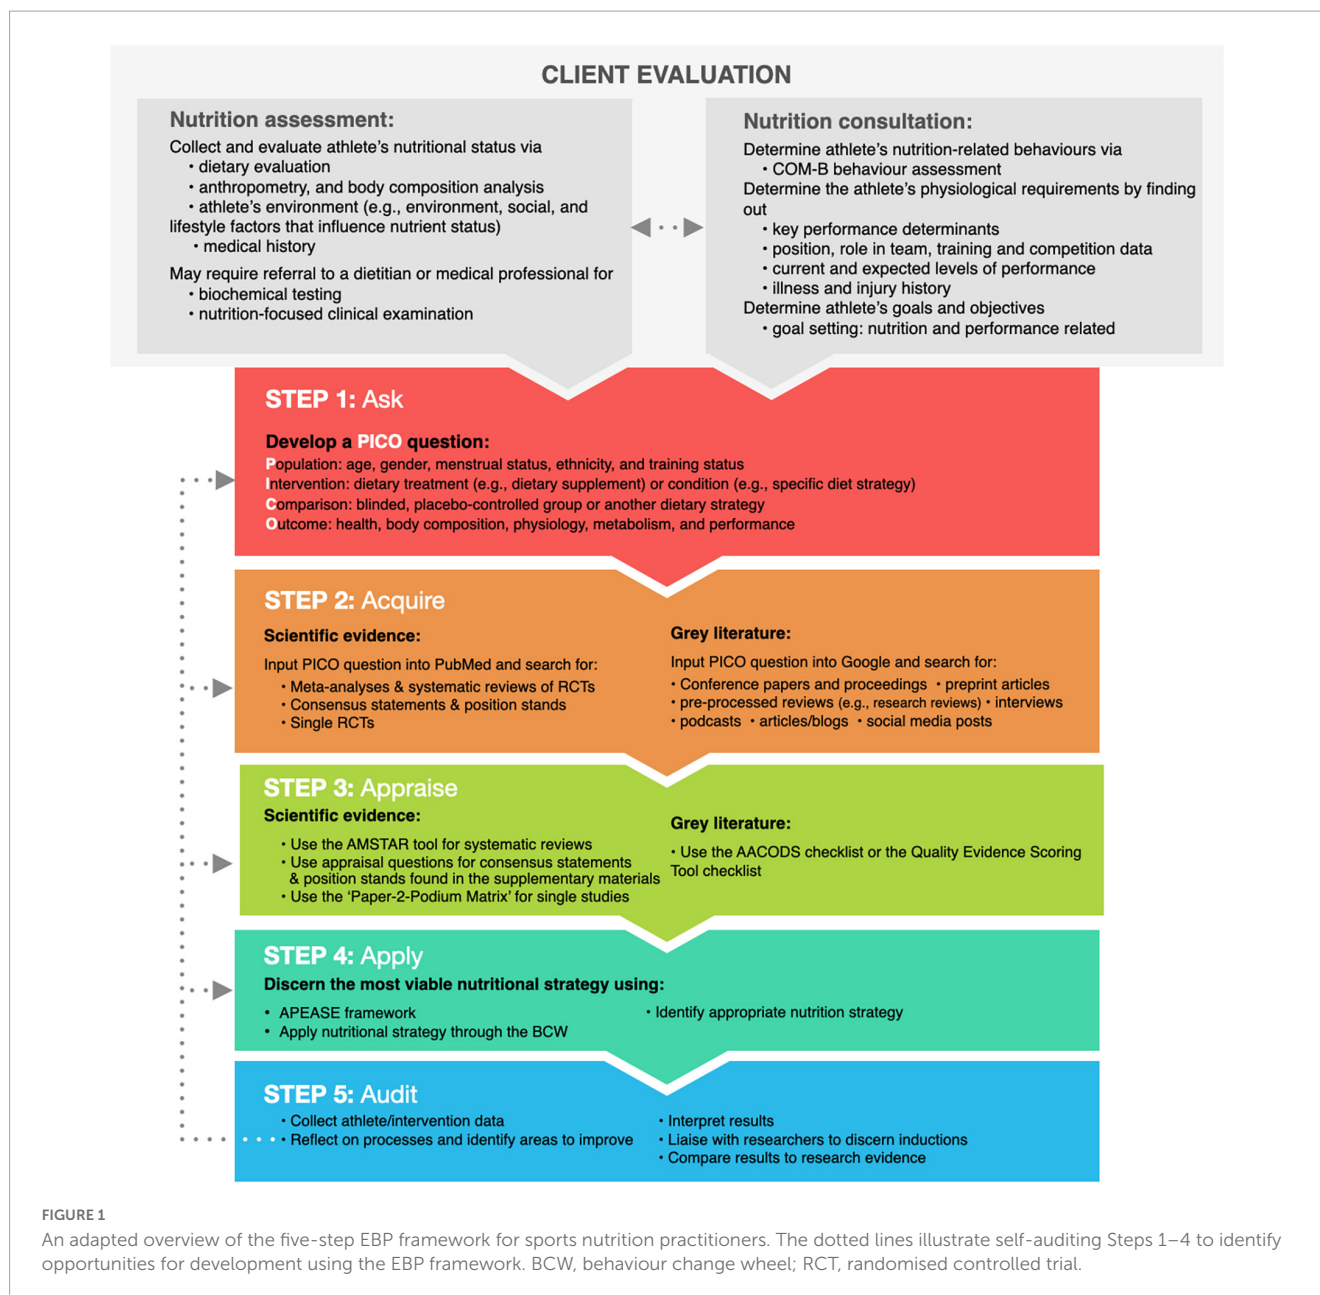 CLIENT EVALUATION
Nutrition assessment:
Collect and evaluate athlete's nutritional status via
• dietary evaluation
• anthropometry, and body composition analysis
• athlete's environment (e.g., environment, social, and
lifestyle factors that influence nutrient status)
• medical history
May require referral to a dietitian or medical professional for
• biochemical testing
• nutrition-focused clinical examination
Nutrition consultation:
Determine athlete's nutrition-related behaviours via
• COM-B behaviour assessment
Determine the athlete's physiological requirements by finding
out
• key performance determinants
• position, role in team, training and competition data
• current and expected levels of performance
• illness and injury history
Determine athlete's goals and objectives
• goal setting: nutrition and performance related
STEP 1: Ask
Develop a PICO question:
Population: age, gender, menstrual status, ethnicity, and training status
Intervention: dietary treatment (e.g., dietary supplement) or condition (e.g., specific diet strategy)
Comparison: blinded, placebo-controlled group or another dietary strategy
Outcome: health, body composition, physiology, metabolism, and performance
STEP 2: Acquire
Scientific evidence:
Input PICO question into PubMed and search for:
• Meta-analyses & systematic reviews of RCTs
• Consensus statements & position stands
• Single RCTs
Grey literature:
Input PICO question into Google and search for:
• Conference papers and proceedings • preprint articles
• pre-processed reviews (e.g., research reviews) • interviews
• podcasts • articles/blogs • social media posts
STEP 3: Appraise
Scientific evidence:
• Use the AMSTAR tool for systematic reviews
• Use appraisal questions for consensus statements
& position stands found in the supplementary materials
• Use the 'Paper-2-Podium Matrix' for single studies
Grey literature:
• Use the AACODS checklist or the Quality Evidence Scoring
Tool checklist
STEP 4: Apply
Discern the most viable nutritional strategy using:
• APEASE framework
• Apply nutritional strategy through the BCW
• Identify appropriate nutrition strategy
STEP 5: Audit
• Collect athlete/intervention data
• Reflect on processes and identify areas to improve
• Interpret results
• Liaise with researchers to discern inductions
• Compare results to research evidence
FIGURE 1
An adapted overview of the five-step EBP framework for sports nutrition practitioners. The dotted lines illustrate self-auditing Steps 1–4 to identify
opportunities for development using the EBP framework. BCW, behaviour change wheel; RCT, randomised controlled trial.